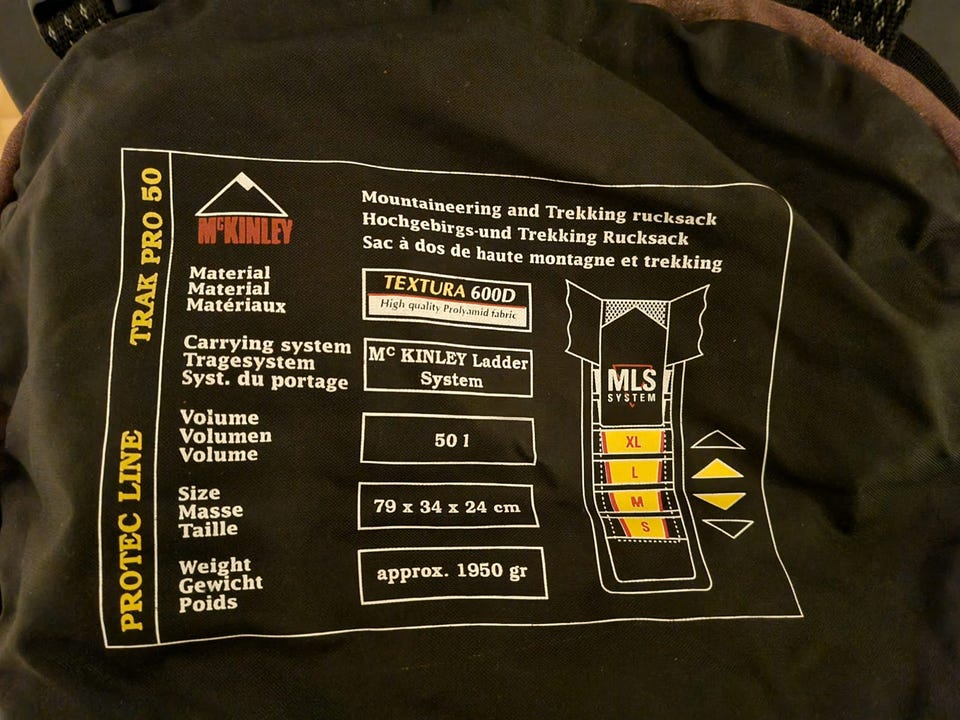 PROTEC LINE TRAK PRO 50
McKINLEY
Mountaineering and Trekking rucksack
Hochgebirgs-und Trekking Rucksack
Sac à dos de haute montagne et trekking
Material
Material
Matériaux
TEXTURA 600D
High quality Prolyamid fabric
Carrying system
Tragesystem
Syst. du portage
Mc KINLEY Ladder
System
Volume
Volumen
Volume
50 l
Size
Masse
Taille
79 x 34 x 24 cm
Weight
Gewicht
Poids
approx. 1950 gr
MLS
SYSTEM
XL
L
M
S